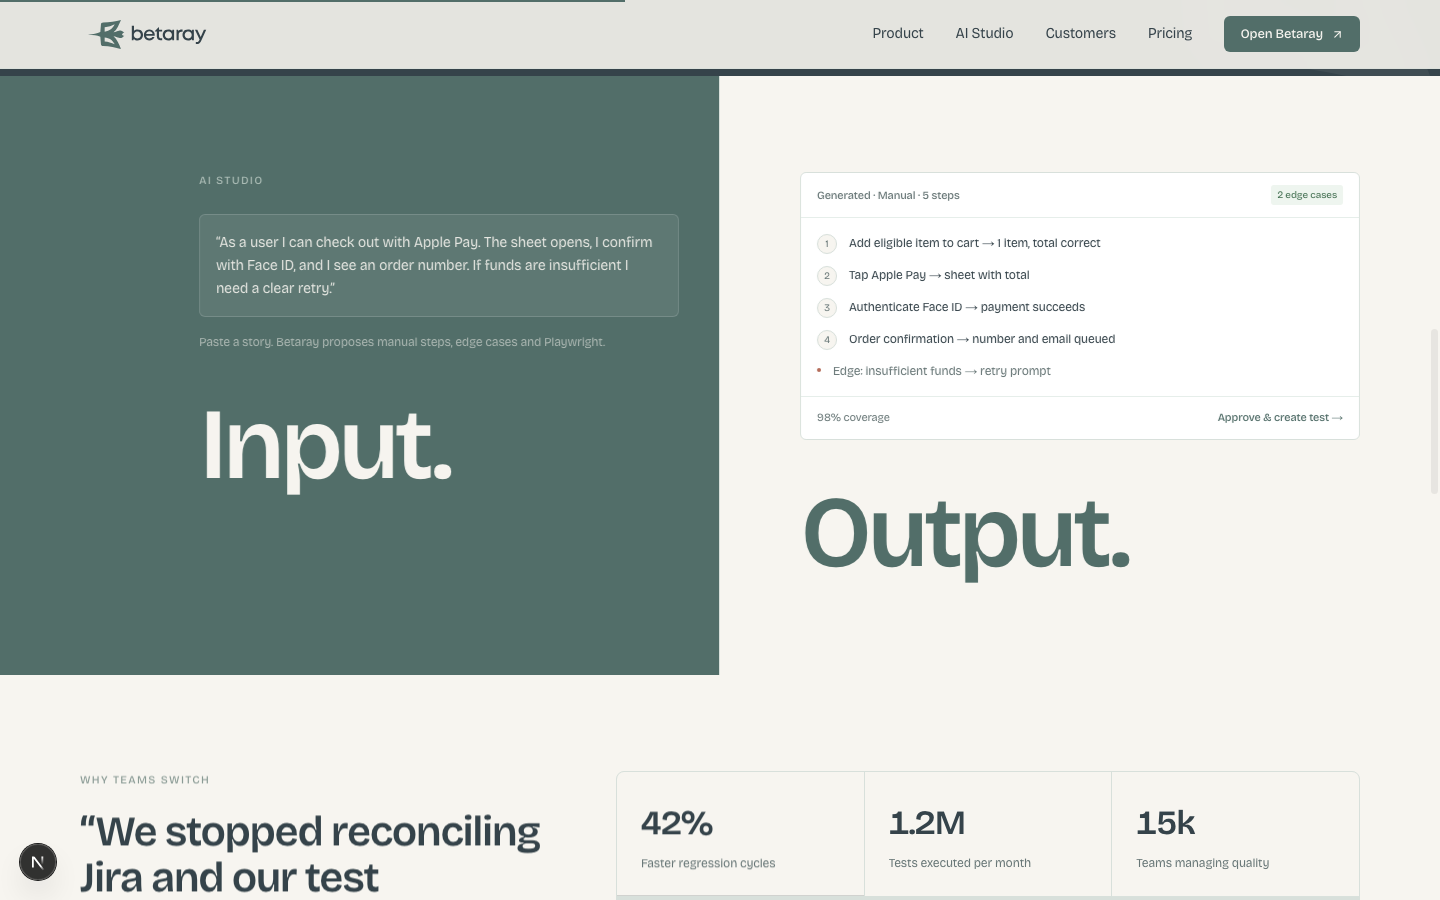 betaray
Product
AI Studio
Customers
Pricing
Open Betaray ↗
AI STUDIO
“As a user I can check out with Apple Pay. The sheet opens, I confirm
with Face ID, and I see an order number. If funds are insufficient I
need a clear retry.”
Paste a story. Betaray proposes manual steps, edge cases and Playwright.
Input.
Generated · Manual · 5 steps
2 edge cases
1 Add eligible item to cart → 1 item, total correct
2 Tap Apple Pay → sheet with total
3 Authenticate Face ID → payment succeeds
4 Order confirmation → number and email queued
• Edge: insufficient funds → retry prompt
98% coverage
Approve & create test →
Output.
WHY TEAMS SWITCH
“We stopped reconciling
Jira and our test
42%
Faster regression cycles
1.2M
Tests executed per month
15k
Teams managing quality
N